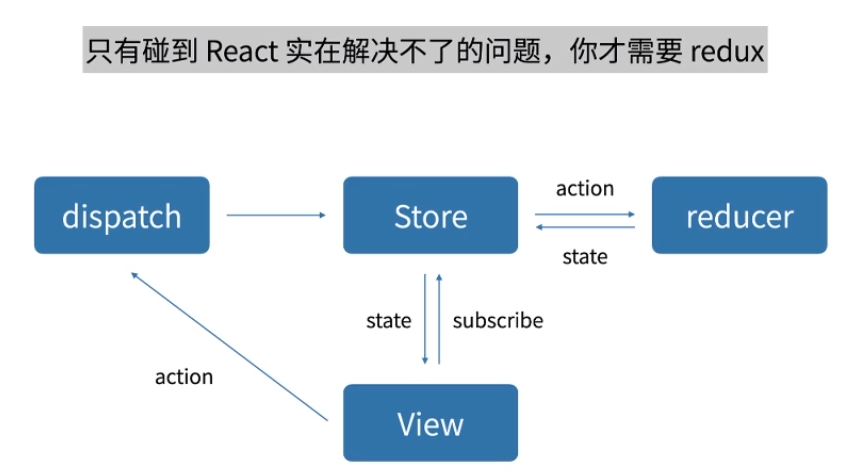 只有碰到 React 实在解决不了的问题，你才需要 redux
action
dispatch
Store
reducer
state
state
subscribe
action
View